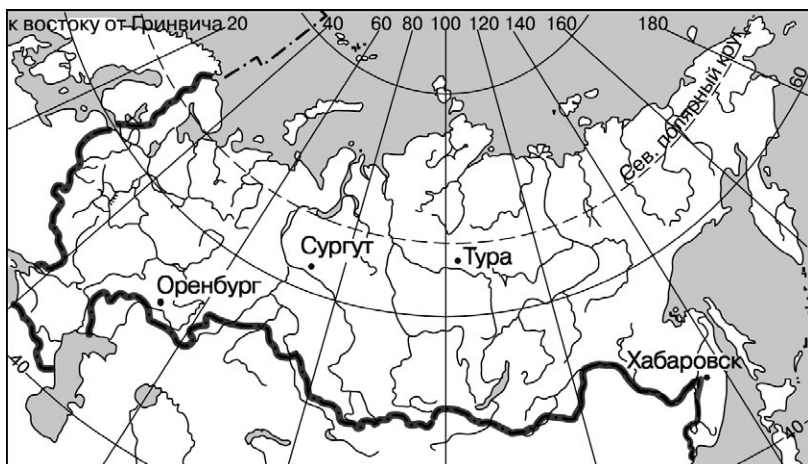 к востоку от Гринвича 20 40 60 80 100 120 140 160 180
60
Сев. полярный круг
Сургут
Тура
Оренбург
Хабаровск
40
40